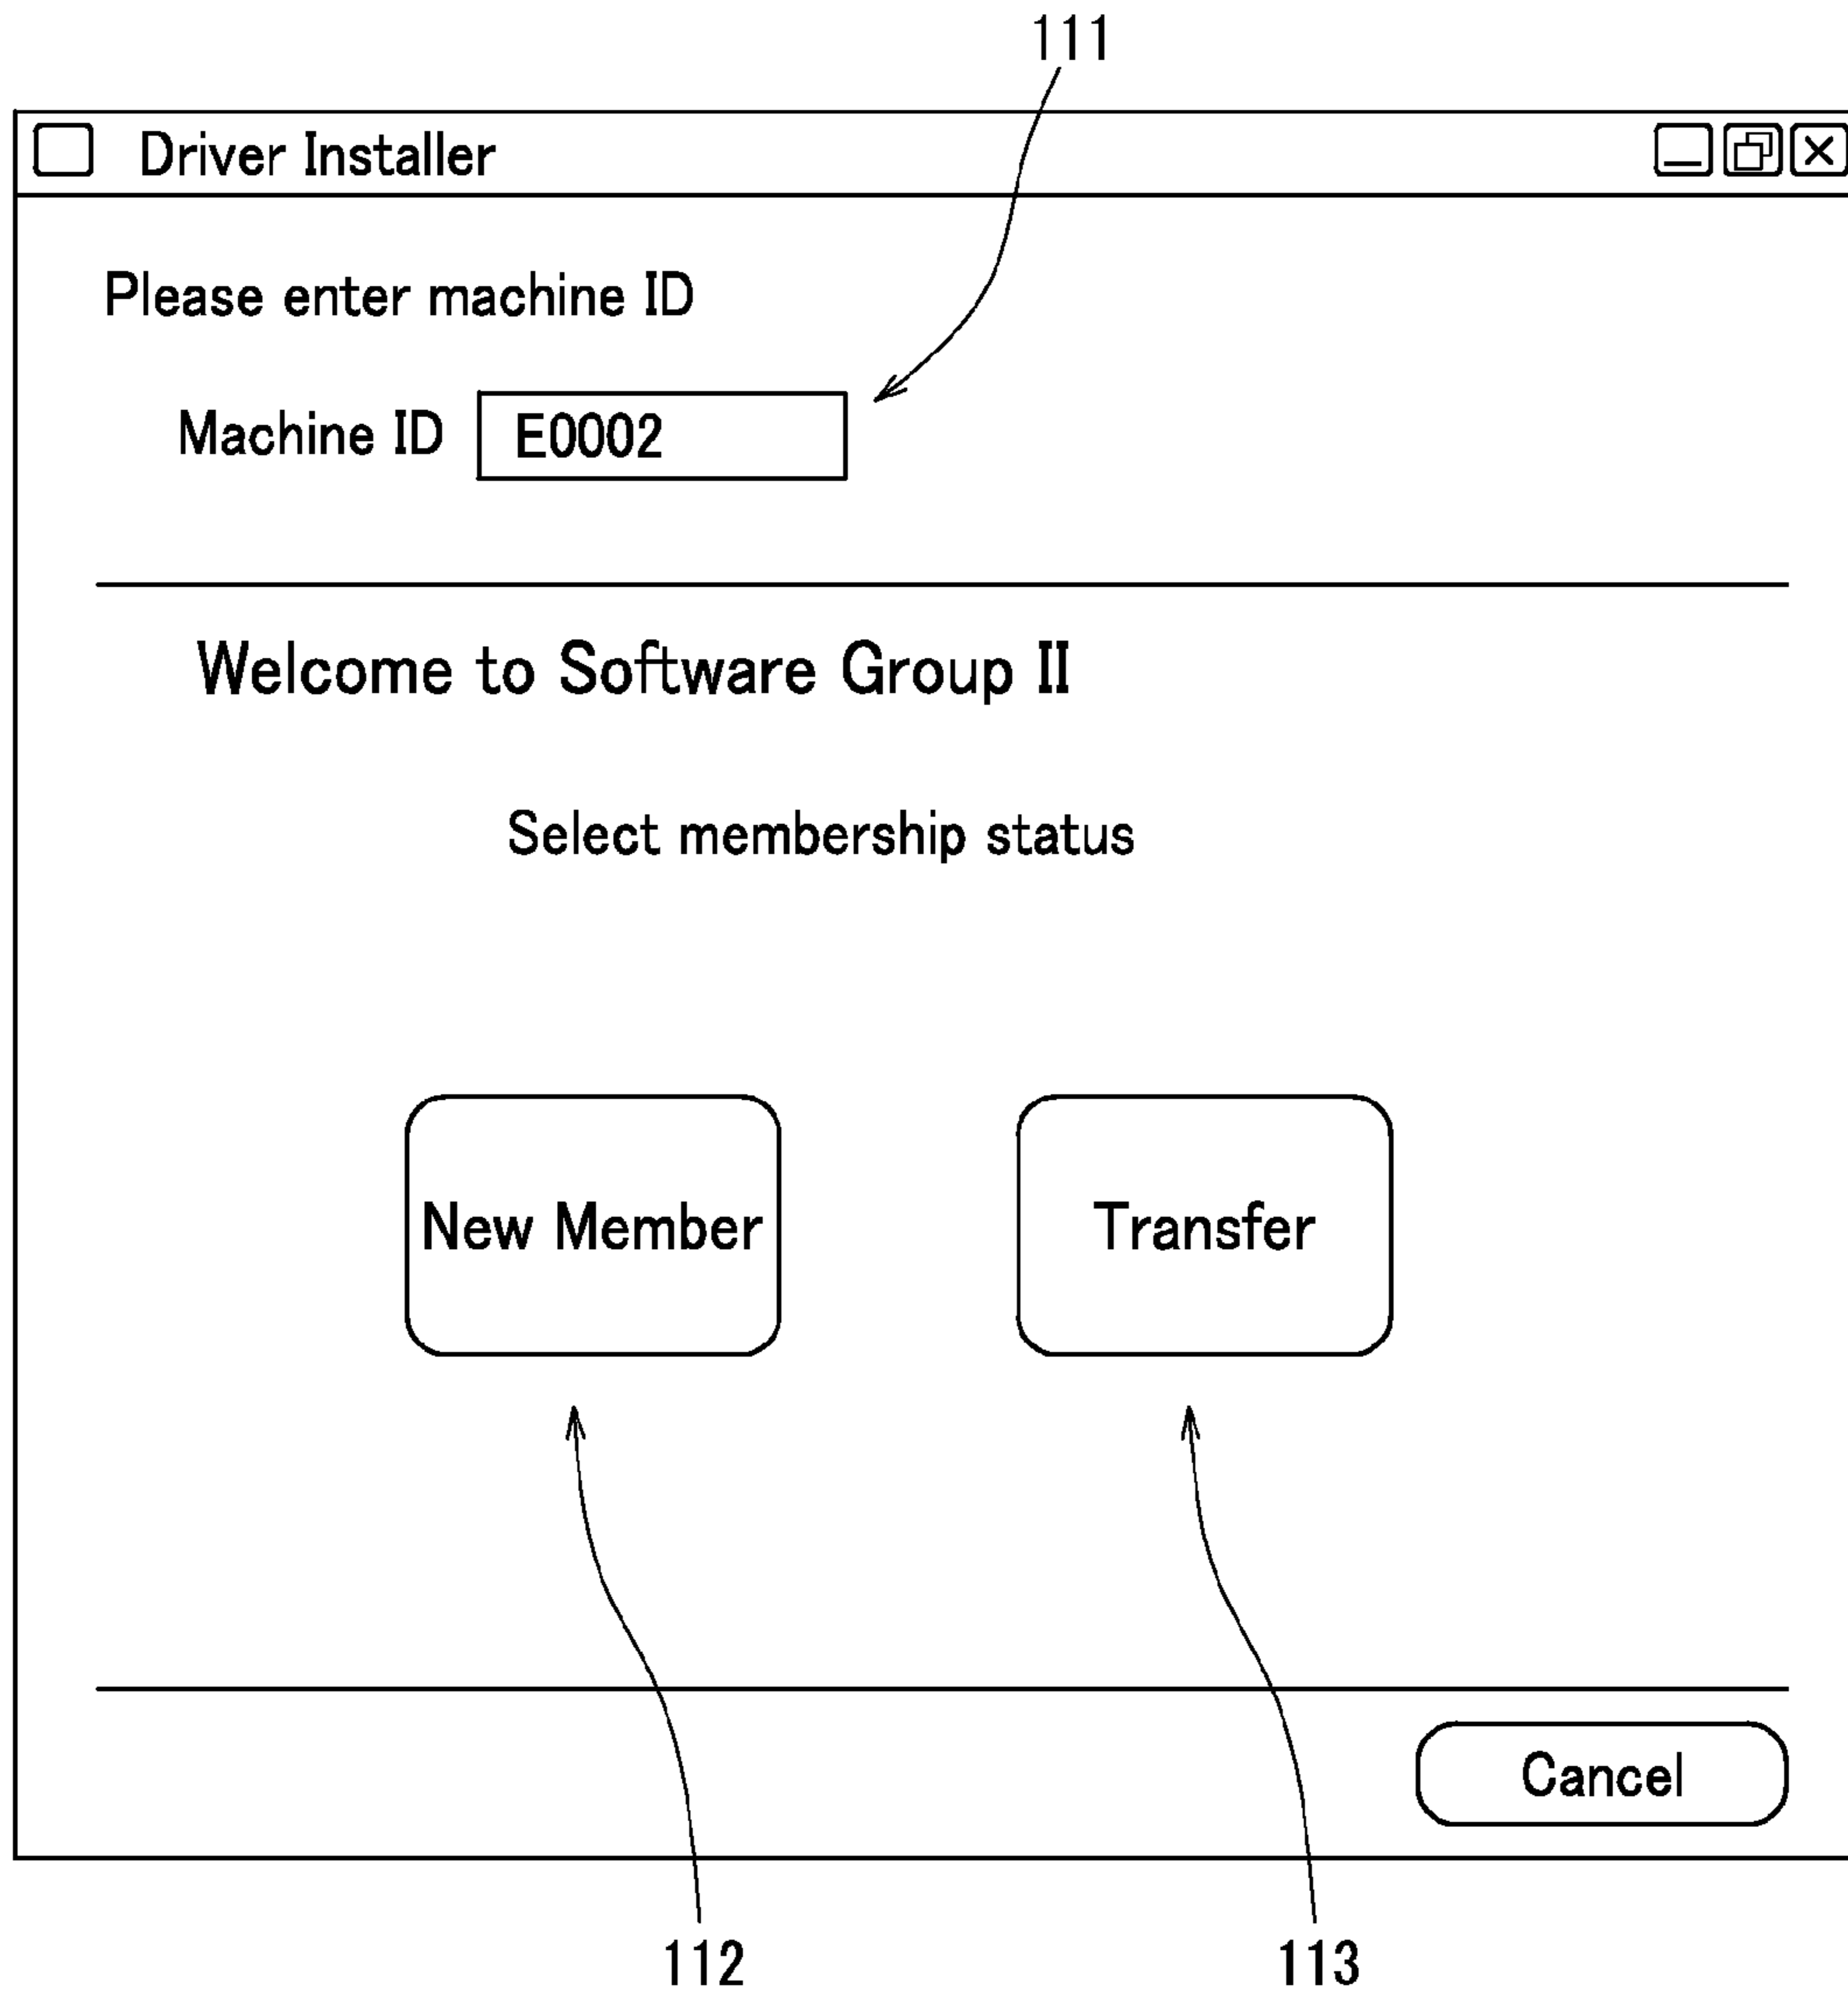 111
Driver Installer
Please enter machine ID
Machine ID E0002
Welcome to Software Group II
Select membership status
New Member Transfer
Cancel
112 113